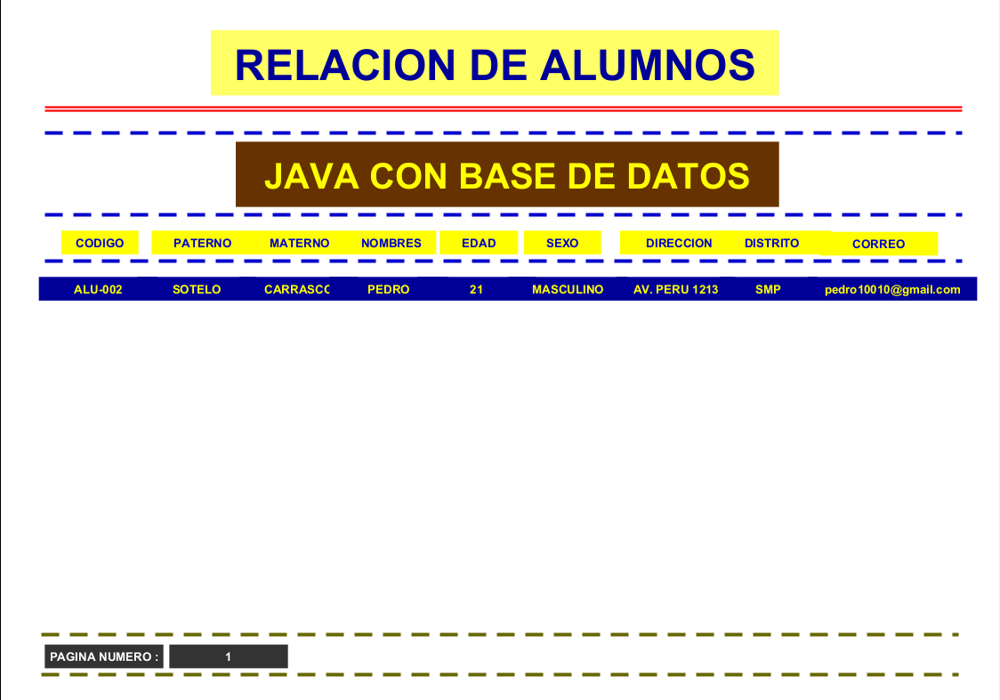 RELACION DE ALUMNOS
JAVA CON BASE DE DATOS
CODIGO PATERNO MATERNO NOMBRES EDAD SEXO DIRECCION DISTRITO CORREO
ALU-002 SOTELO CARRASCO PEDRO 21 MASCULINO AV. PERU 1213 SMP pedro10010@gmail.com
PAGINA NUMERO : 1